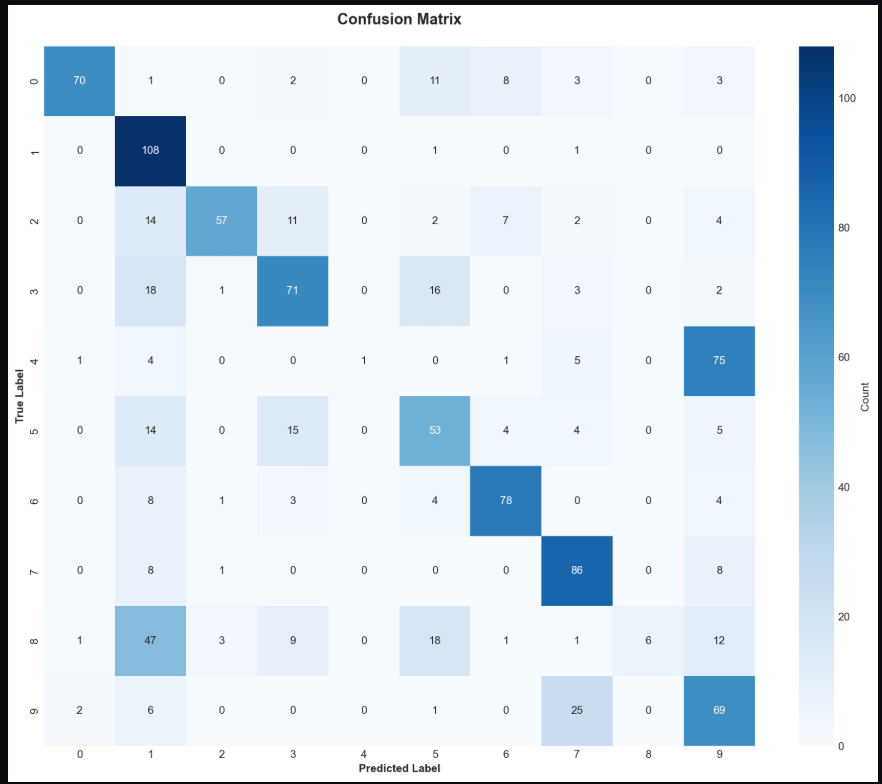 Confusion Matrix
0 70 1 0 2 0 11 8 3 0 3
1 0 108 0 0 0 1 0 1 0 0
2 0 14 57 11 0 2 7 2 0 4
3 0 18 1 71 0 16 0 3 0 2
4 1 4 0 0 1 0 1 5 0 75
5 0 14 0 15 0 53 4 4 0 5
6 0 8 1 3 0 4 78 0 0 4
7 0 8 1 0 0 0 0 86 0 8
8 1 47 3 9 0 18 1 1 6 12
9 2 6 0 0 0 1 0 25 0 69
0 1 2 3 4 5 6 7 8 9
Predicted Label
True Label
100
80
60
40
20
0
Count